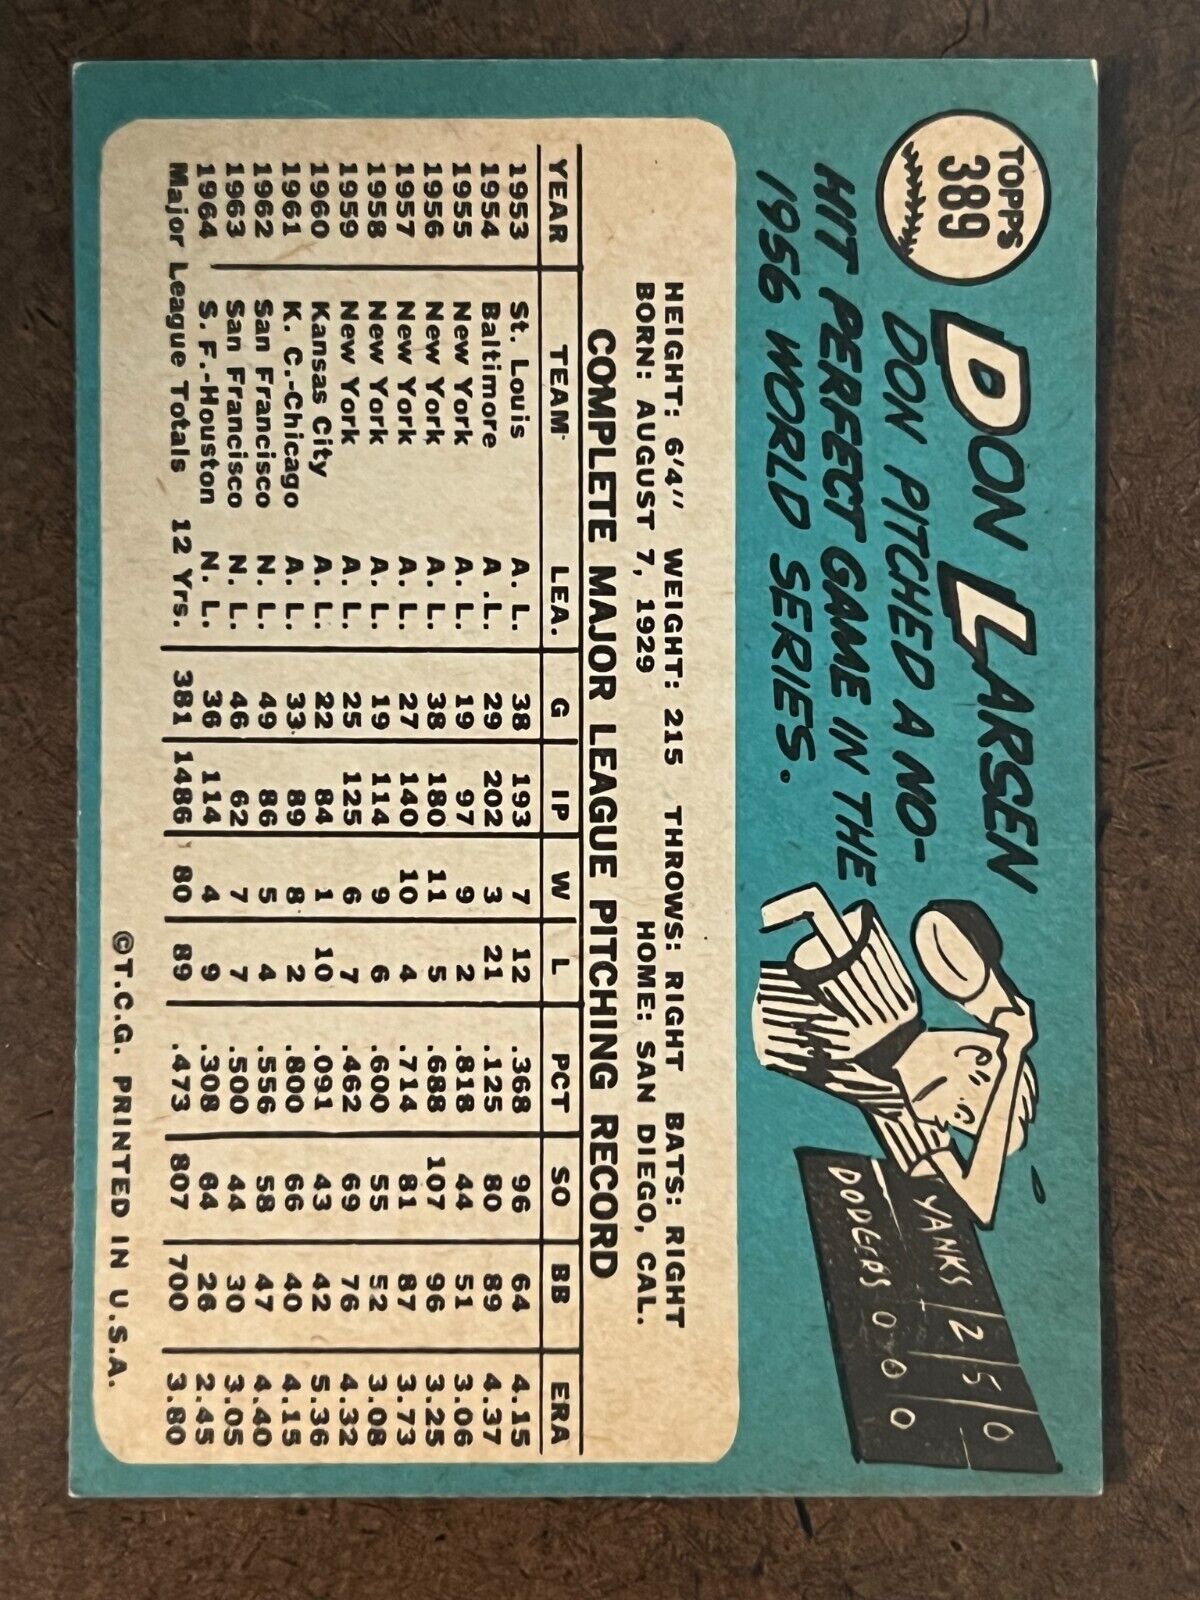 TOPPS
389
DON LARSEN
DON PITCHED A NO-
HIT PERFECT GAME IN THE
1956 WORLD SERIES.
YANKS 2 5 0
DODGERS 0 0 0
HEIGHT: 6'4" WEIGHT: 215 THROWS: RIGHT BATS: RIGHT
BORN: AUGUST 7, 1929 HOME: SAN DIEGO, CAL.
COMPLETE MAJOR LEAGUE PITCHING RECORD
YEAR TEAM LEA. G IP W L PCT SO BB ERA
1953 St. Louis A. L. 38 193 7 12 .368 96 64 4.15
1954 Baltimore A. L. 29 202 3 21 .125 80 89 4.37
1955 New York A. L. 19 97 9 2 .818 44 51 3.06
1956 New York A. L. 38 180 11 5 .688 107 96 3.25
1957 New York A. L. 27 140 10 4 .714 81 87 3.73
1958 New York A. L. 19 114 9 6 .600 55 52 3.08
1959 New York A. L. 25 125 6 7 .462 69 76 4.32
1960 Kansas City A. L. 22 84 1 10 .091 43 42 5.36
1961 K. C.-Chicago A. L. 33 89 8 2 .800 66 40 4.15
1962 San Francisco N. L. 49 86 5 4 .556 58 47 4.40
1963 San Francisco N. L. 46 62 7 7 .500 44 30 3.05
1964 S. F.-Houston N. L. 36 114 4 9 .308 64 26 2.45
Major League Totals 12 Yrs. 381 1486 80 89 .473 807 700 3.80
©T.C.G. PRINTED IN U.S.A.